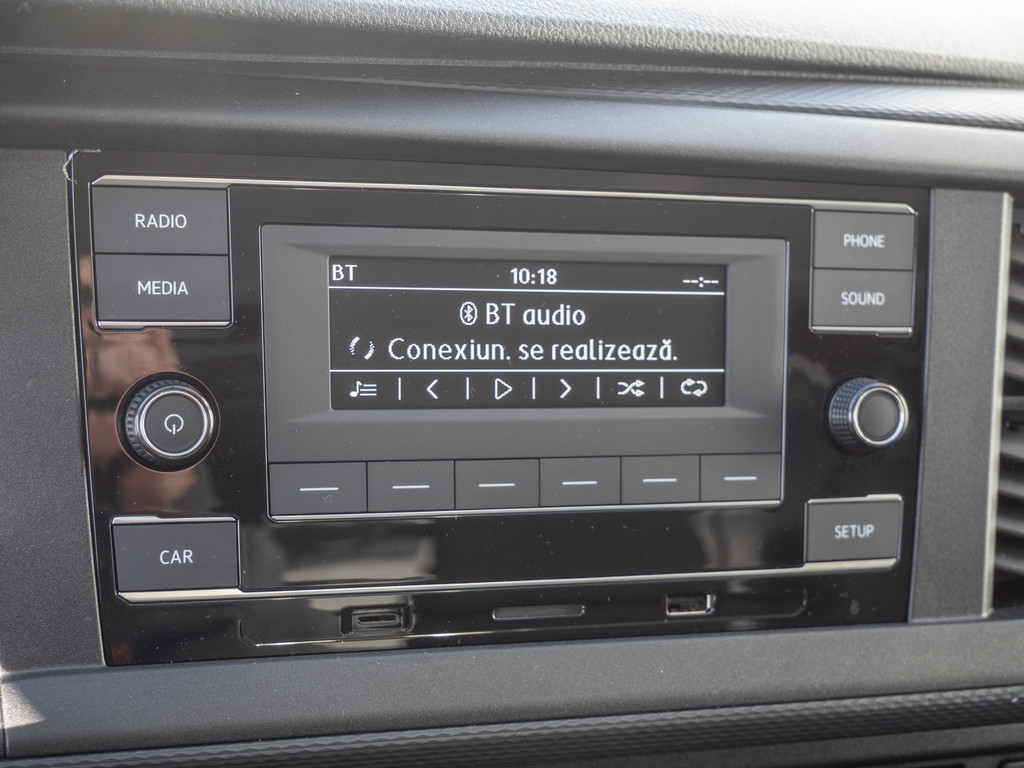 RADIO
MEDIA
PHONE
SOUND
BT 10:18 --:--
BT audio
Conexiun. se realizează.
CAR
SETUP